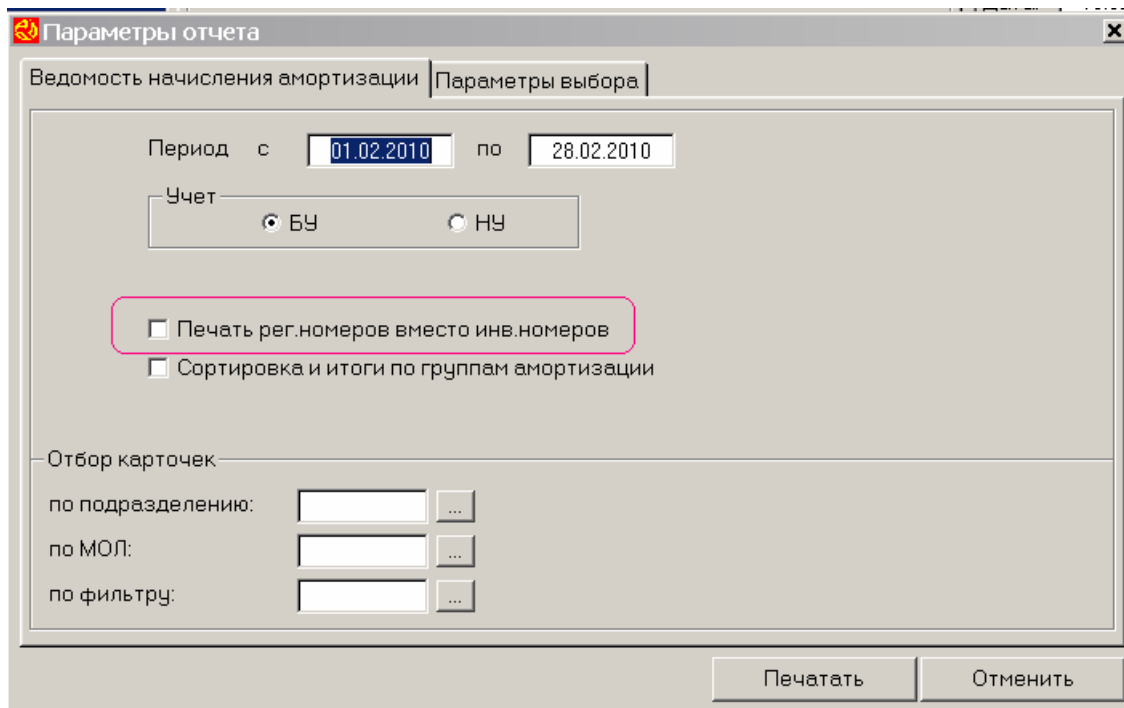 Параметры отчета
Ведомость начисления амортизации Параметры выбора
Период с 01.02.2010 по 28.02.2010
Учет
БУ НУ
Печать рег.номеров вместо инв.номеров
Сортировка и итоги по группам амортизации
Отбор карточек
по подразделению: ...
по МОЛ: ...
по фильтру: ...
Печатать Отменить